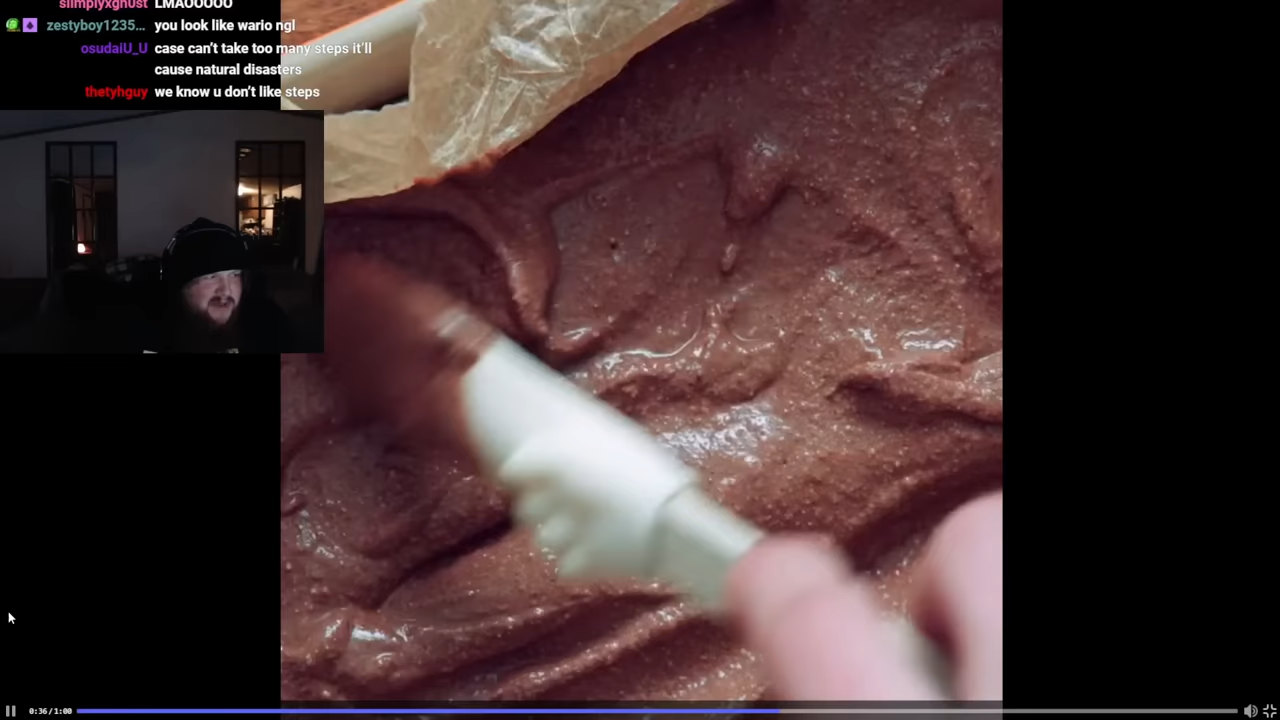 slimplyxgh0st LMAOOOOO
zestyboy1235... you look like wario ngl
osudaiU_U case can't take too many steps it'll
cause natural disasters
thetyhguy we know u don't like steps
0:36 / 1:00